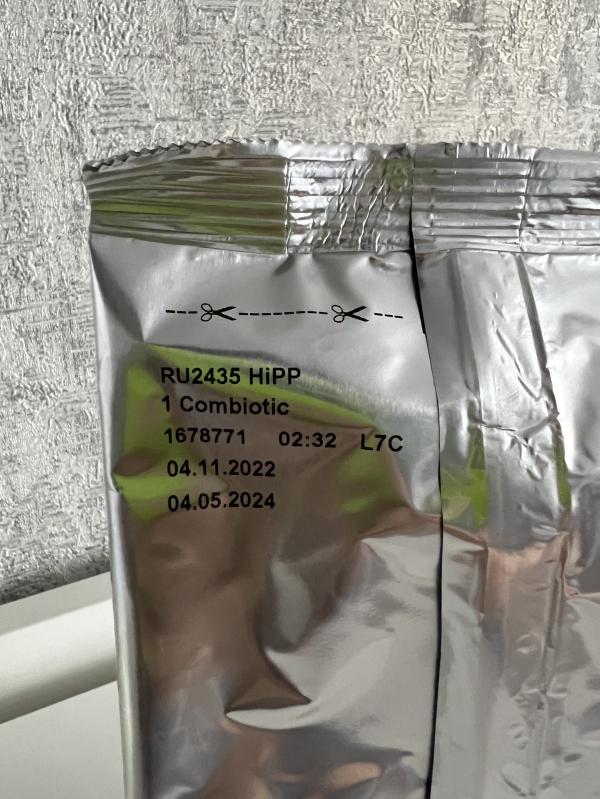 RU2435 HiPP
1 Combiotic
1678771 02:32 L7C
04.11.2022
04.05.2024